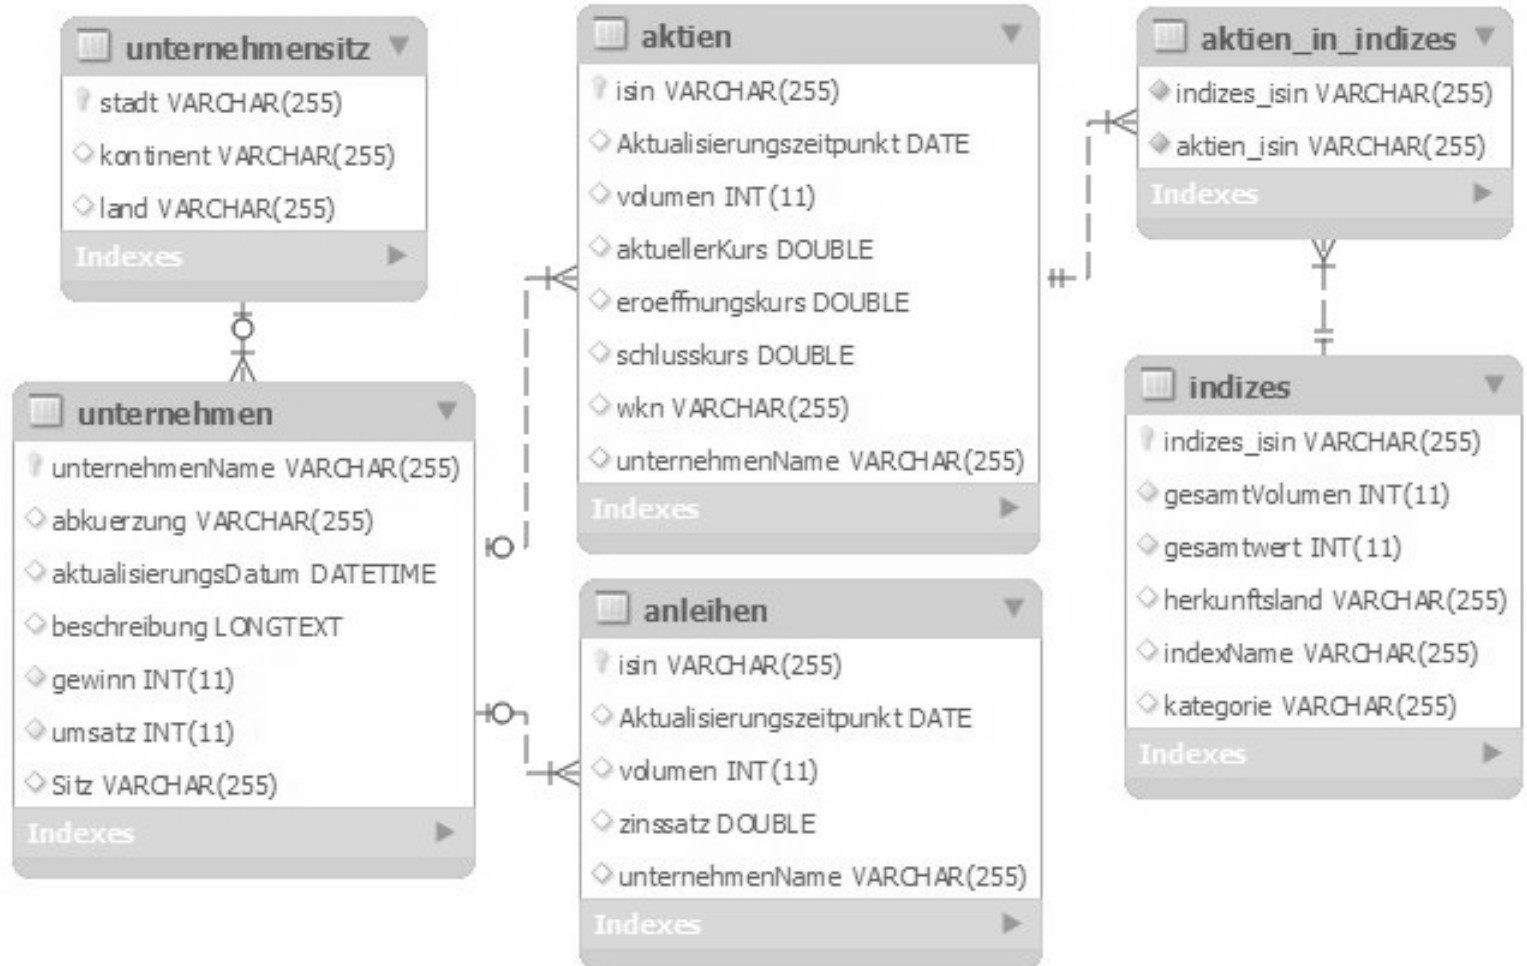 unternehmensitz
stadt VARCHAR(255)
kontinent VARCHAR(255)
land VARCHAR(255)
Indexes
unternehmen
unternehmenName VARCHAR(255)
abkuerzung VARCHAR(255)
aktualisierungsDatum DATETIME
beschreibung LONGTEXT
gewinn INT(11)
umsatz INT(11)
Sitz VARCHAR(255)
Indexes
aktien
isin VARCHAR(255)
Aktualisierungszeitpunkt DATE
volumen INT(11)
aktuellerKurs DOUBLE
eroeffnungskurs DOUBLE
schlusskurs DOUBLE
wkn VARCHAR(255)
unternehmenName VARCHAR(255)
Indexes
anleihen
isin VARCHAR(255)
Aktualisierungszeitpunkt DATE
volumen INT(11)
zinssatz DOUBLE
unternehmenName VARCHAR(255)
Indexes
aktien_in_indizes
indizes_isin VARCHAR(255)
aktien_isin VARCHAR(255)
Indexes
indizes
indizes_isin VARCHAR(255)
gesamtVolumen INT(11)
gesamtwert INT(11)
herkunftsland VARCHAR(255)
indexName VARCHAR(255)
kategorie VARCHAR(255)
Indexes